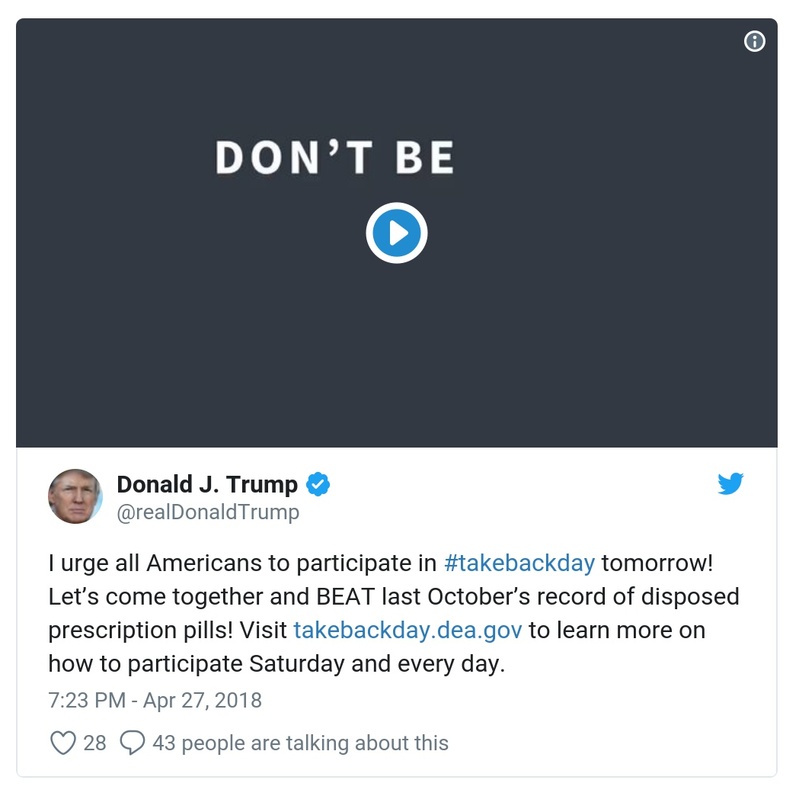 DON’T BE
Donald J. Trump
@realDonaldTrump
I urge all Americans to participate in #takebackday tomorrow!
Let’s come together and BEAT last October’s record of disposed
prescription pills! Visit takebackday.dea.gov to learn more on
how to participate Saturday and every day.
7:23 PM - Apr 27, 2018
28 43 people are talking about this